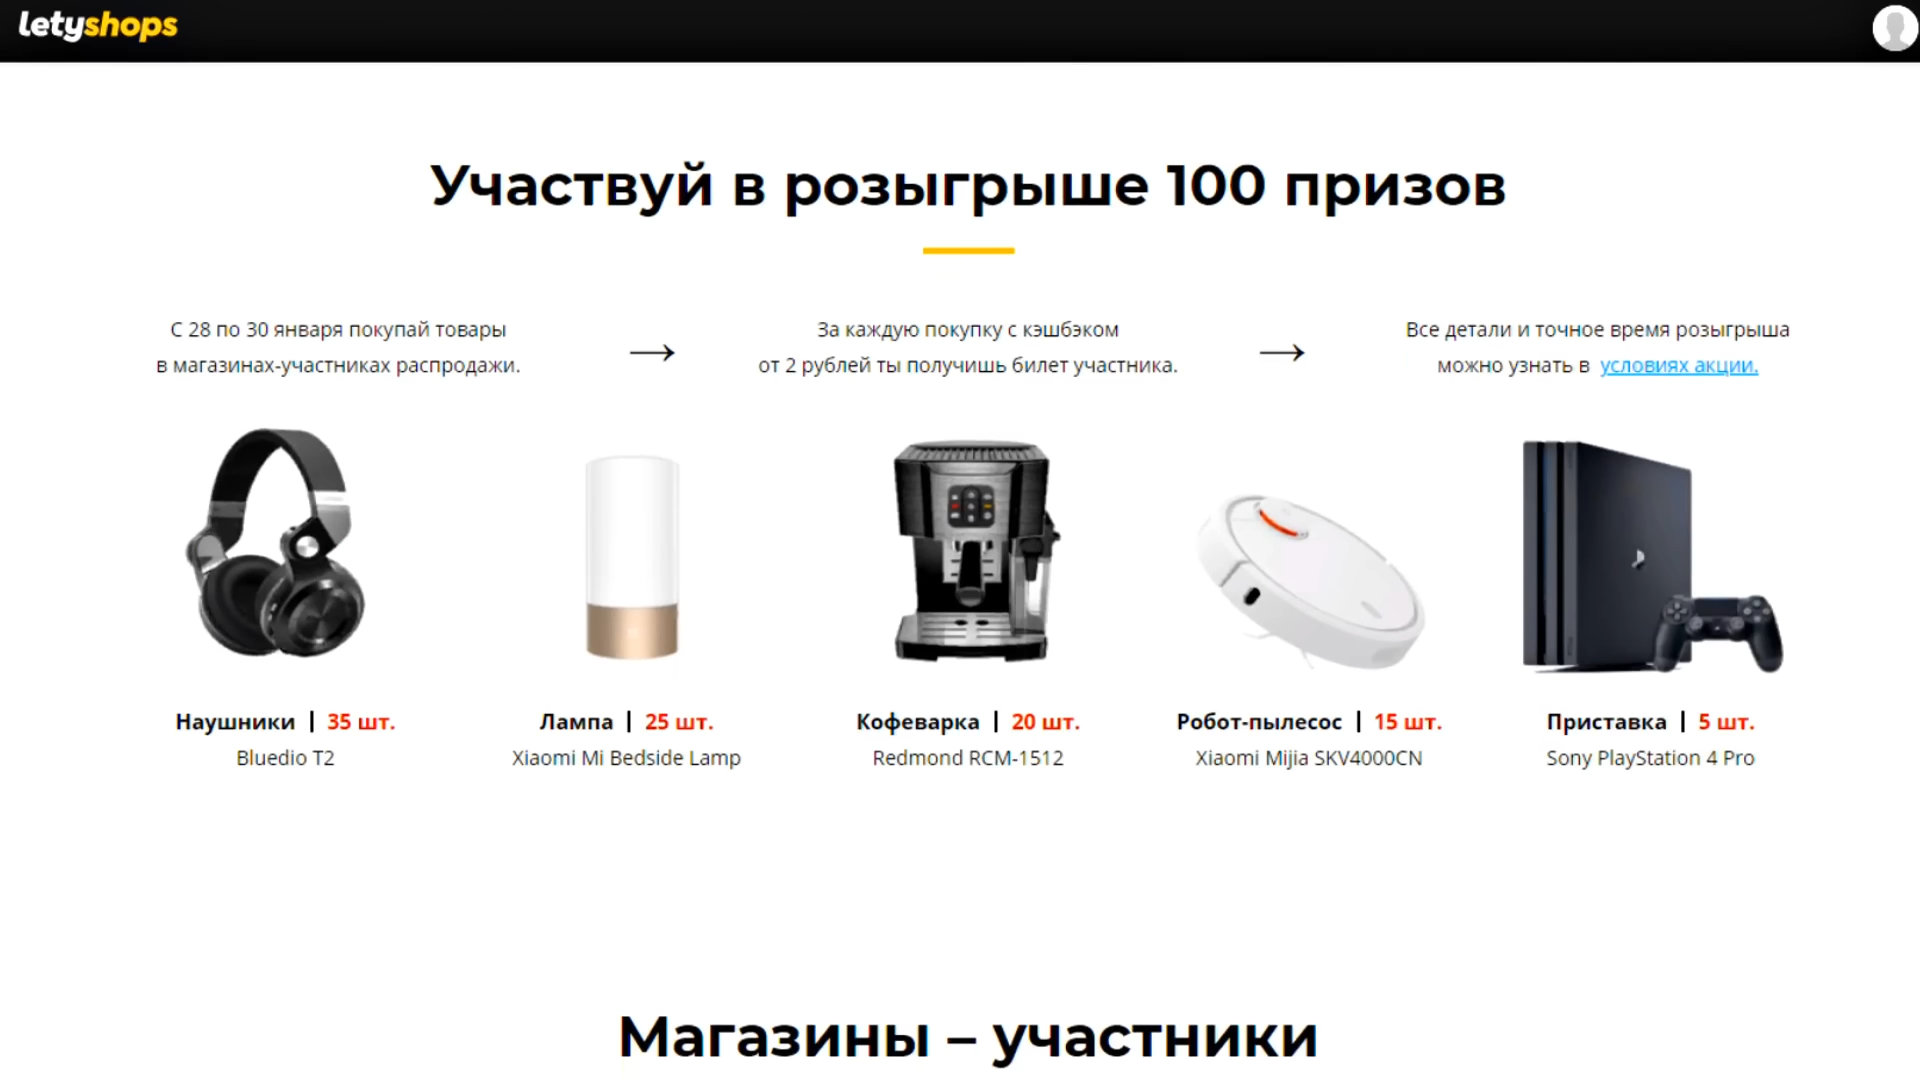 letyshops
Участвуй в розыгрыше 100 призов
С 28 по 30 января покупай товары
в магазинах-участниках распродажи.
За каждую покупку с кэшбэком
от 2 рублей ты получишь билет участника.
Все детали и точное время розыгрыша
можно узнать в условиях акции.
Наушники | 35 шт.
Bluedio T2
Лампа | 25 шт.
Xiaomi Mi Bedside Lamp
Кофеварка | 20 шт.
Redmond RCM-1512
Робот-пылесос | 15 шт.
Xiaomi Mijia SKV4000CN
Приставка | 5 шт.
Sony PlayStation 4 Pro
Магазины – участники